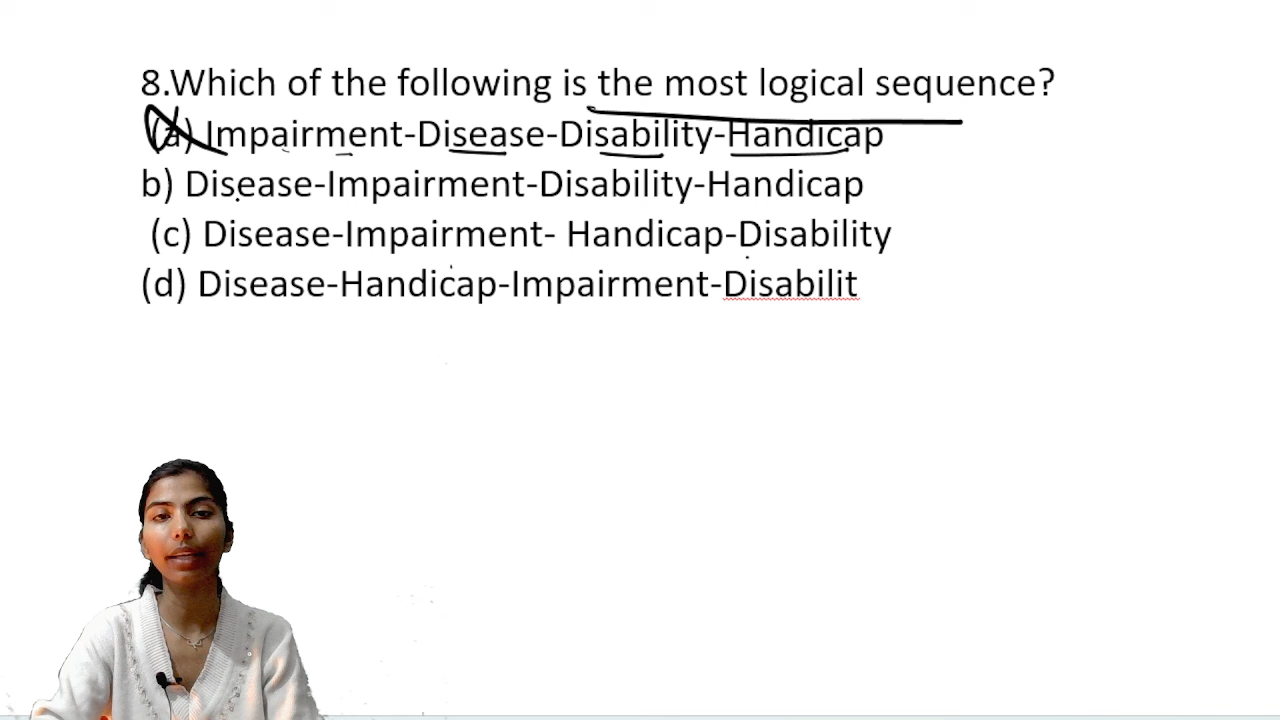 8.Which of the following is the most logical sequence?
(a) Impairment-Disease-Disability-Handicap
b) Disease-Impairment-Disability-Handicap
(c) Disease-Impairment- Handicap-Disability
(d) Disease-Handicap-Impairment-Disabilit